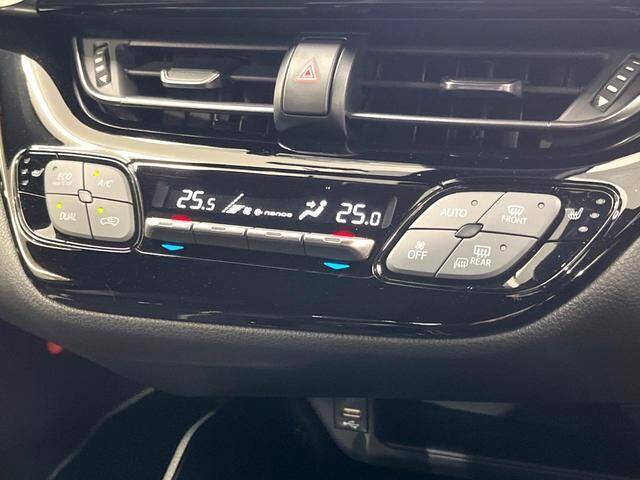 ECO
A/C
DUAL
25.5
nanoe
25.0
AUTO
FRONT
OFF
REAR